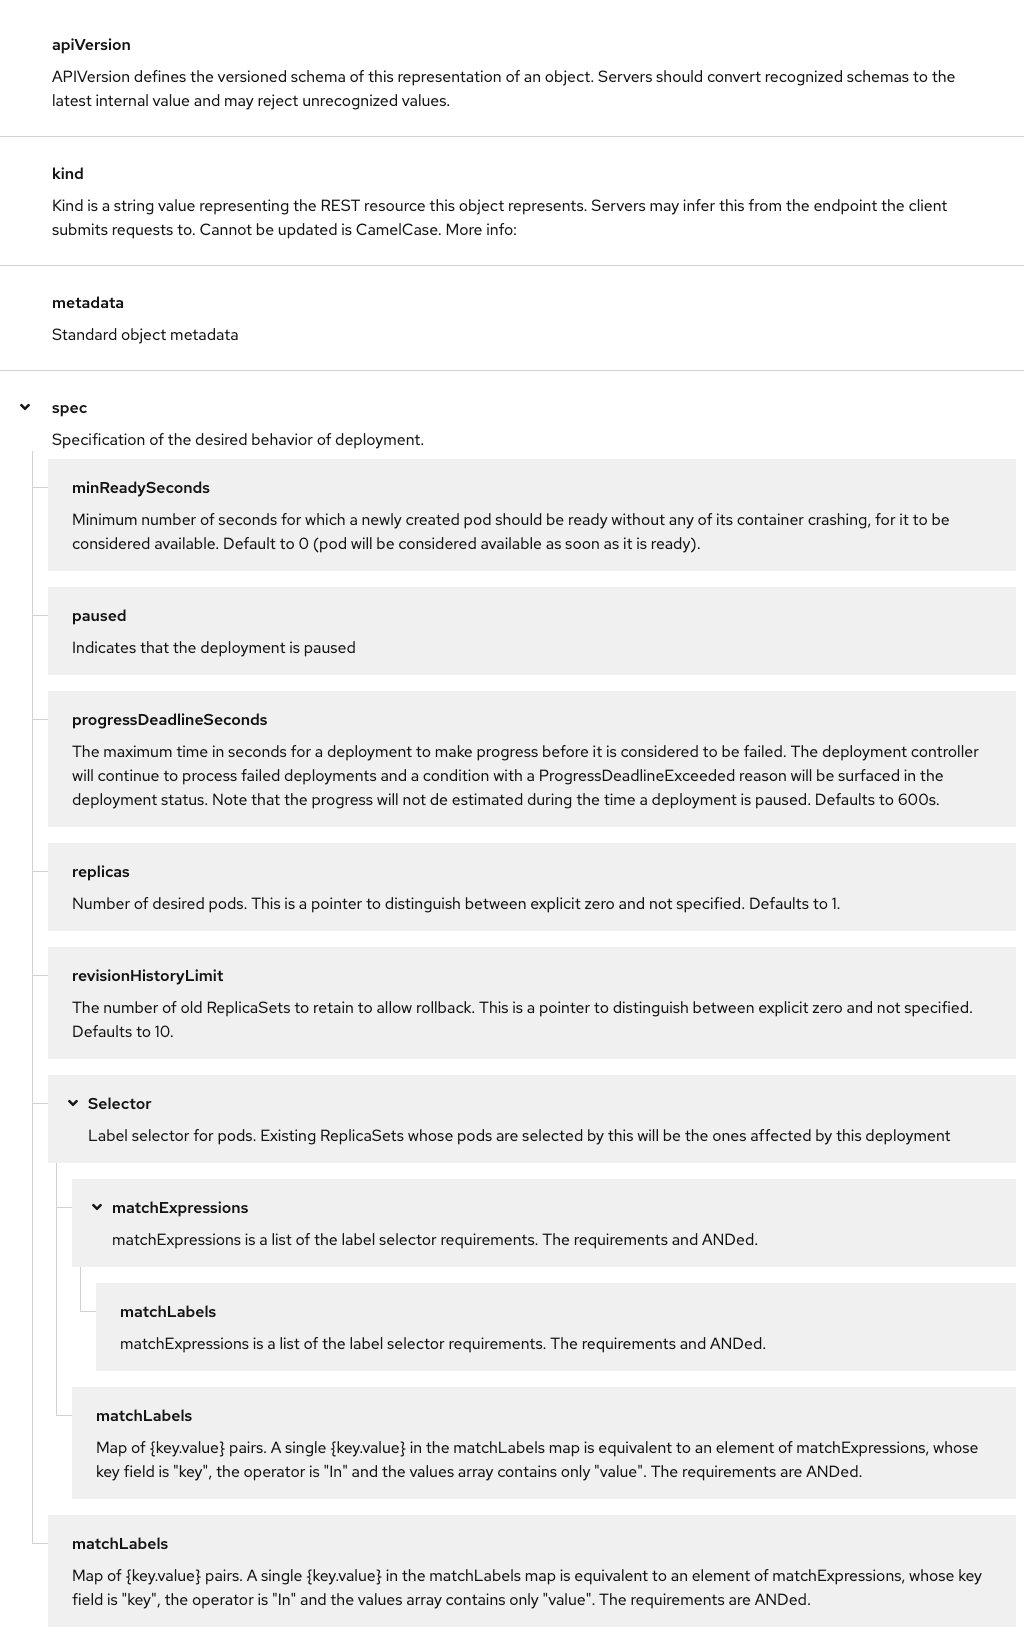 apiVersion
APIVersion defines the versioned schema of this representation of an object. Servers should convert recognized schemas to the
latest internal value and may reject unrecognized values.
kind
Kind is a string value representing the REST resource this object represents. Servers may infer this from the endpoint the client
submits requests to. Cannot be updated is CamelCase. More info:
metadata
Standard object metadata
spec
Specification of the desired behavior of deployment.
minReadySeconds
Minimum number of seconds for which a newly created pod should be ready without any of its container crashing, for it to be
considered available. Default to 0 (pod will be considered available as soon as it is ready).
paused
Indicates that the deployment is paused
progressDeadlineSeconds
The maximum time in seconds for a deployment to make progress before it is considered to be failed. The deployment controller
will continue to process failed deployments and a condition with a ProgressDeadlineExceeded reason will be surfaced in the
deployment status. Note that the progress will not de estimated during the time a deployment is paused. Defaults to 600s.
replicas
Number of desired pods. This is a pointer to distinguish between explicit zero and not specified. Defaults to 1.
revisionHistoryLimit
The number of old ReplicaSets to retain to allow rollback. This is a pointer to distinguish between explicit zero and not specified.
Defaults to 10.
Selector
Label selector for pods. Existing ReplicaSets whose pods are selected by this will be the ones affected by this deployment
matchExpressions
matchExpressions is a list of the label selector requirements. The requirements and ANDed.
matchLabels
matchExpressions is a list of the label selector requirements. The requirements and ANDed.
matchLabels
Map of {key.value} pairs. A single {key.value} in the matchLabels map is equivalent to an element of matchExpressions, whose
key field is "key", the operator is "In" and the values array contains only "value". The requirements are ANDed.
matchLabels
Map of {key.value} pairs. A single {key.value} in the matchLabels map is equivalent to an element of matchExpressions, whose key
field is "key", the operator is "In" and the values array contains only "value". The requirements are ANDed.